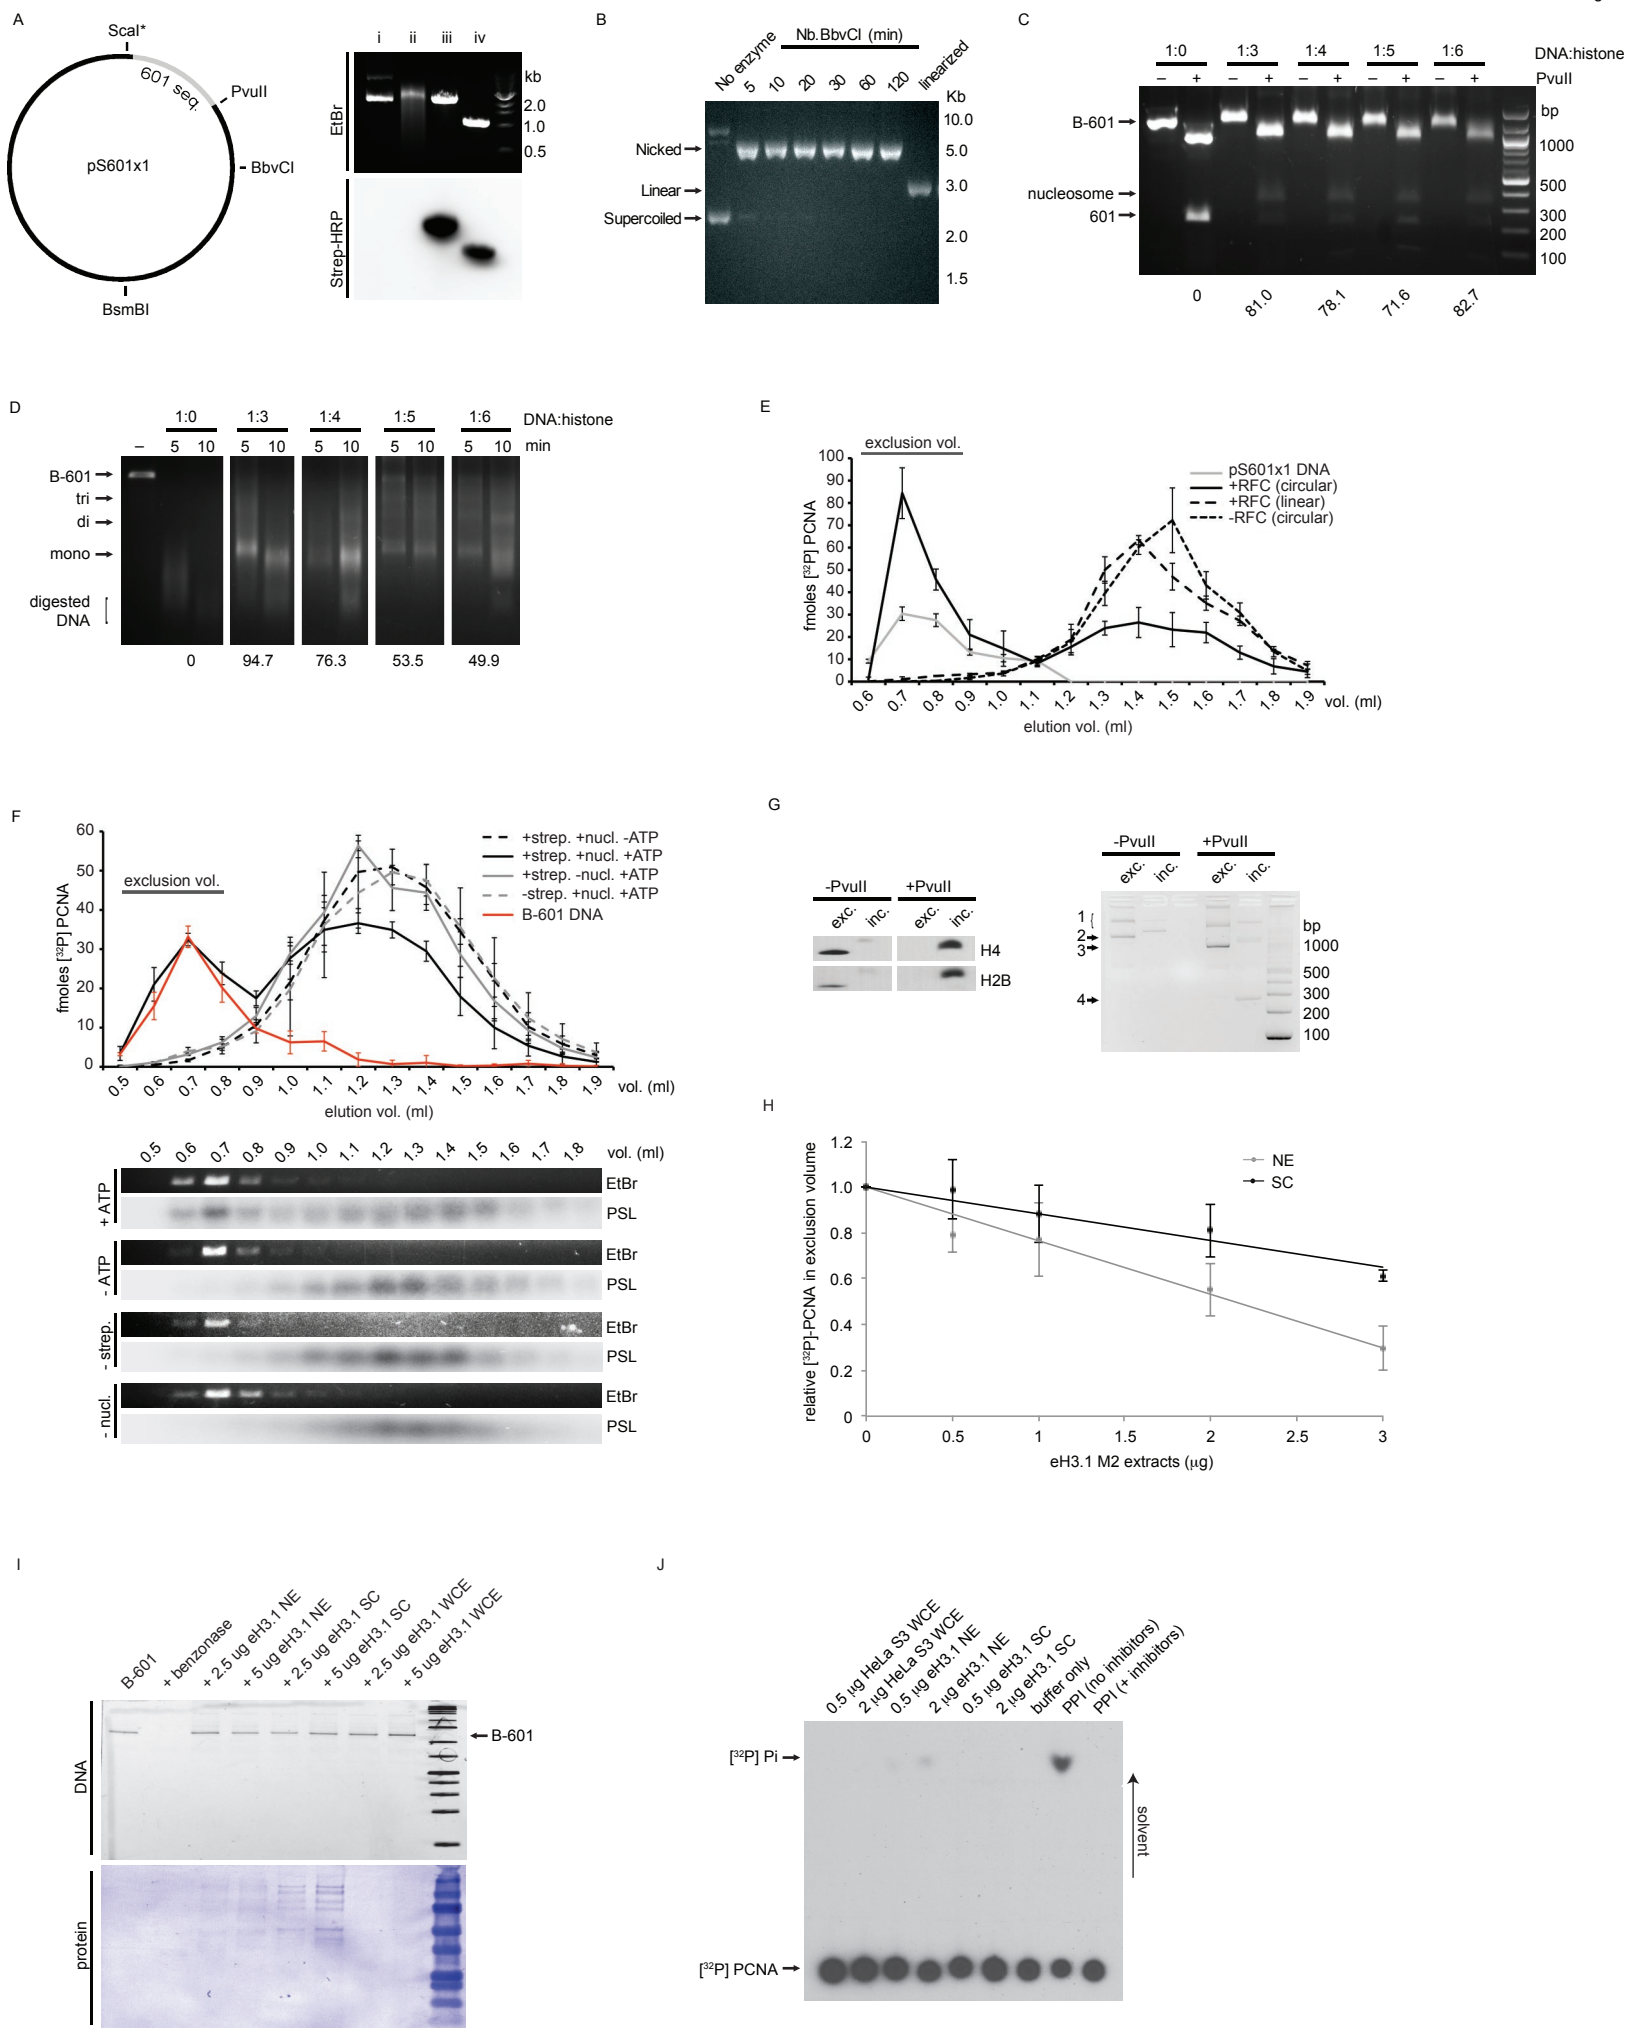 A
ScaI*
601 seq.
PvuII
pS601x1
BbvCI
BsmBI
i ii iii iv
EtBr
kb
2.0
1.0
0.5
Strep-HRP
B
No enzyme
Nb.BbvCI (min)
5 10 20 30 60 120
linearized
Kb
10.0
Nicked
5.0
Linear
3.0
Supercoiled
2.0
1.5
C
1:0 1:3 1:4 1:5 1:6 DNA:histone
– + – + – + – + – + PvuII
bp
B-601
1000
nucleosome
500
601
300
200
100
0 81.0 78.1 71.6 82.7
D
1:0 1:3 1:4 1:5 1:6 DNA:histone
– 5 10 5 10 5 10 5 10 5 10 min
B-601
tri
di
mono
digested
DNA
0 94.7 76.3 53.5 49.9
E
exclusion vol.
pS601x1 DNA
+RFC (circular)
+RFC (linear)
-RFC (circular)
fmoles [32P] PCNA
100
90
80
70
60
50
40
30
20
10
0
0.6 0.7 0.8 0.9 1.0 1.1 1.2 1.3 1.4 1.5 1.6 1.7 1.8 1.9 vol. (ml)
elution vol. (ml)
F
exclusion vol.
+strep. +nucl. -ATP
+strep. +nucl. +ATP
+strep. -nucl. +ATP
-strep. +nucl. +ATP
B-601 DNA
fmoles [32P] PCNA
60
50
40
30
20
10
0
0.5 0.6 0.7 0.8 0.9 1.0 1.1 1.2 1.3 1.4 1.5 1.6 1.7 1.8 1.9 vol. (ml)
elution vol. (ml)
0.5 0.6 0.7 0.8 0.9 1.0 1.1 1.2 1.3 1.4 1.5 1.6 1.7 1.8 vol. (ml)
+ ATP
EtBr
PSL
- ATP
EtBr
PSL
- strep.
EtBr
PSL
- nucl.
EtBr
PSL
G
-PvuII +PvuII
exc. inc. exc. inc.
H4
H2B
-PvuII +PvuII
exc. inc. exc. inc.
1
2
3
4
bp
1000
500
300
200
100
H
relative [32P]-PCNA in exclusion volume
1.2
1.0
0.8
0.6
0.4
0.2
0
NE
SC
0 0.5 1 1.5 2 2.5 3
eH3.1 M2 extracts (µg)
I
B-601
+ benzonase
+ 2.5 ug eH3.1 NE
+ 5 ug eH3.1 NE
+ 2.5 ug eH3.1 SC
+ 5 ug eH3.1 SC
+ 2.5 ug eH3.1 WCE
+ 5 ug eH3.1 WCE
DNA
B-601
protein
J
0.5 µg HeLa S3 WCE
2 µg HeLa S3 WCE
0.5 µg eH3.1 NE
2 µg eH3.1 NE
0.5 µg eH3.1 SC
2 µg eH3.1 SC
buffer only
PPI (no inhibitors)
PPI (+ inhibitors)
[32P] Pi
solvent
[32P] PCNA